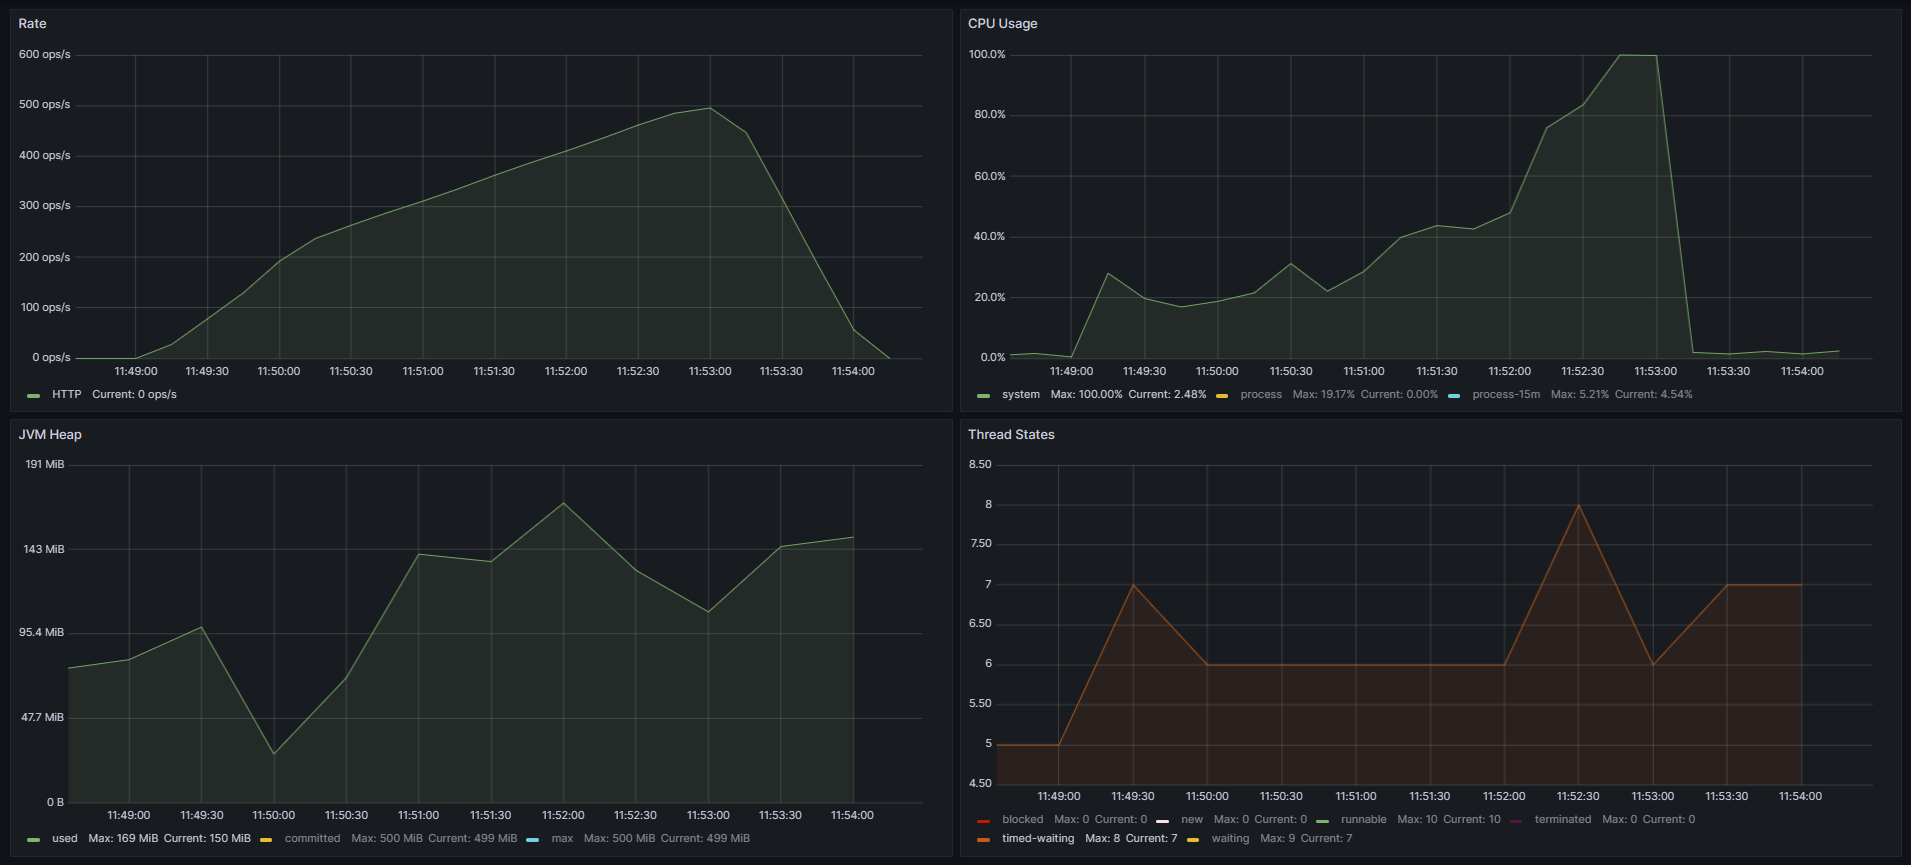 Rate
600 ops/s
500 ops/s
400 ops/s
300 ops/s
200 ops/s
100 ops/s
0 ops/s
11:49:00 11:49:30 11:50:00 11:50:30 11:51:00 11:51:30 11:52:00 11:52:30 11:53:00 11:53:30 11:54:00
HTTP Current: 0 ops/s
CPU Usage
100.0%
80.0%
60.0%
40.0%
20.0%
0.0%
11:49:00 11:49:30 11:50:00 11:50:30 11:51:00 11:51:30 11:52:00 11:52:30 11:53:00 11:53:30 11:54:00
system Max: 100.00% Current: 2.48% process Max: 19.17% Current: 0.00% process-15m Max: 5.21% Current: 4.54%
JVM Heap
191 MiB
143 MiB
95.4 MiB
47.7 MiB
0 B
11:49:00 11:49:30 11:50:00 11:50:30 11:51:00 11:51:30 11:52:00 11:52:30 11:53:00 11:53:30 11:54:00
used Max: 169 MiB Current: 150 MiB committed Max: 500 MiB Current: 499 MiB max Max: 500 MiB Current: 499 MiB
Thread States
8.50
8
7.50
7
6.50
6
5.50
5
4.50
11:49:00 11:49:30 11:50:00 11:50:30 11:51:00 11:51:30 11:52:00 11:52:30 11:53:00 11:53:30 11:54:00
blocked Max: 0 Current: 0 new Max: 0 Current: 0 runnable Max: 10 Current: 10 terminated Max: 0 Current: 0
timed-waiting Max: 8 Current: 7 waiting Max: 9 Current: 7